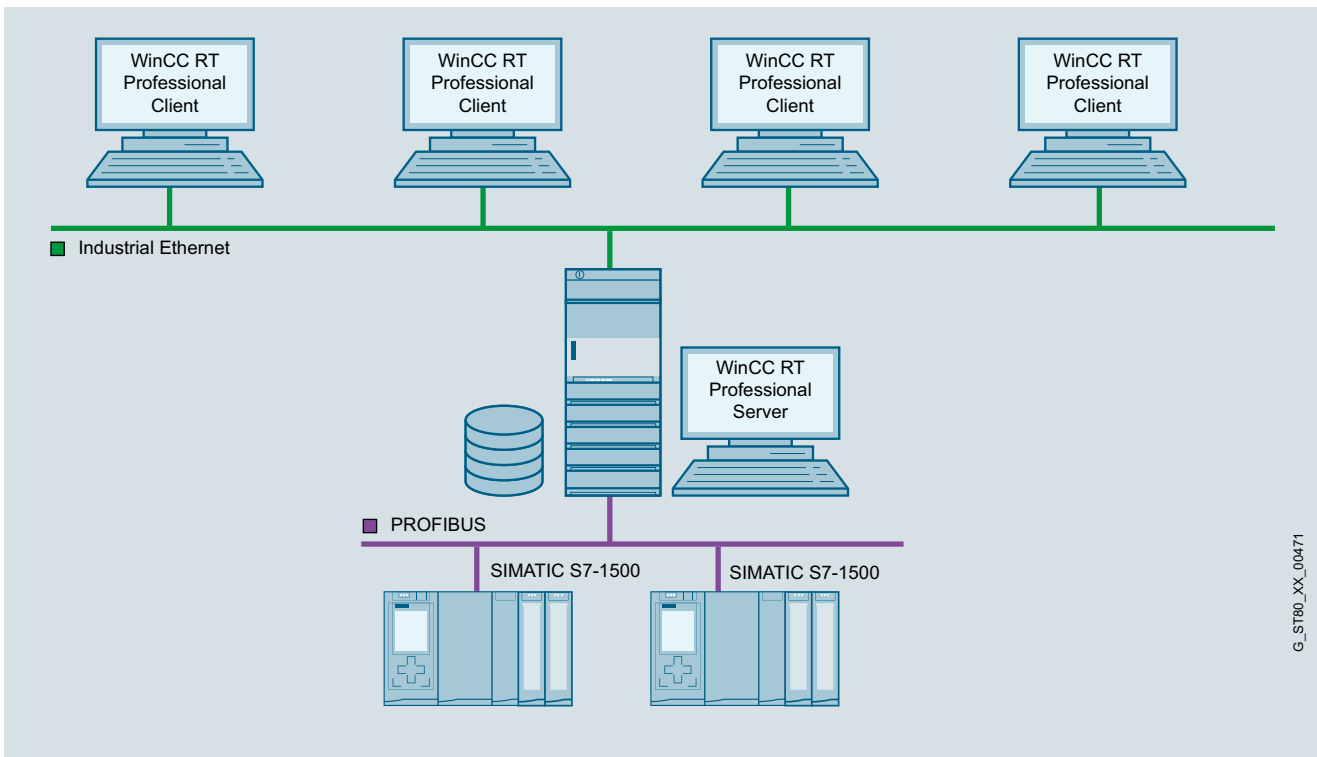 WinCC RT
Professional
Client
WinCC RT
Professional
Client
WinCC RT
Professional
Client
WinCC RT
Professional
Client
Industrial Ethernet
WinCC RT
Professional
Server
PROFIBUS
SIMATIC S7-1500
SIMATIC S7-1500
G_ST80_XX_00471